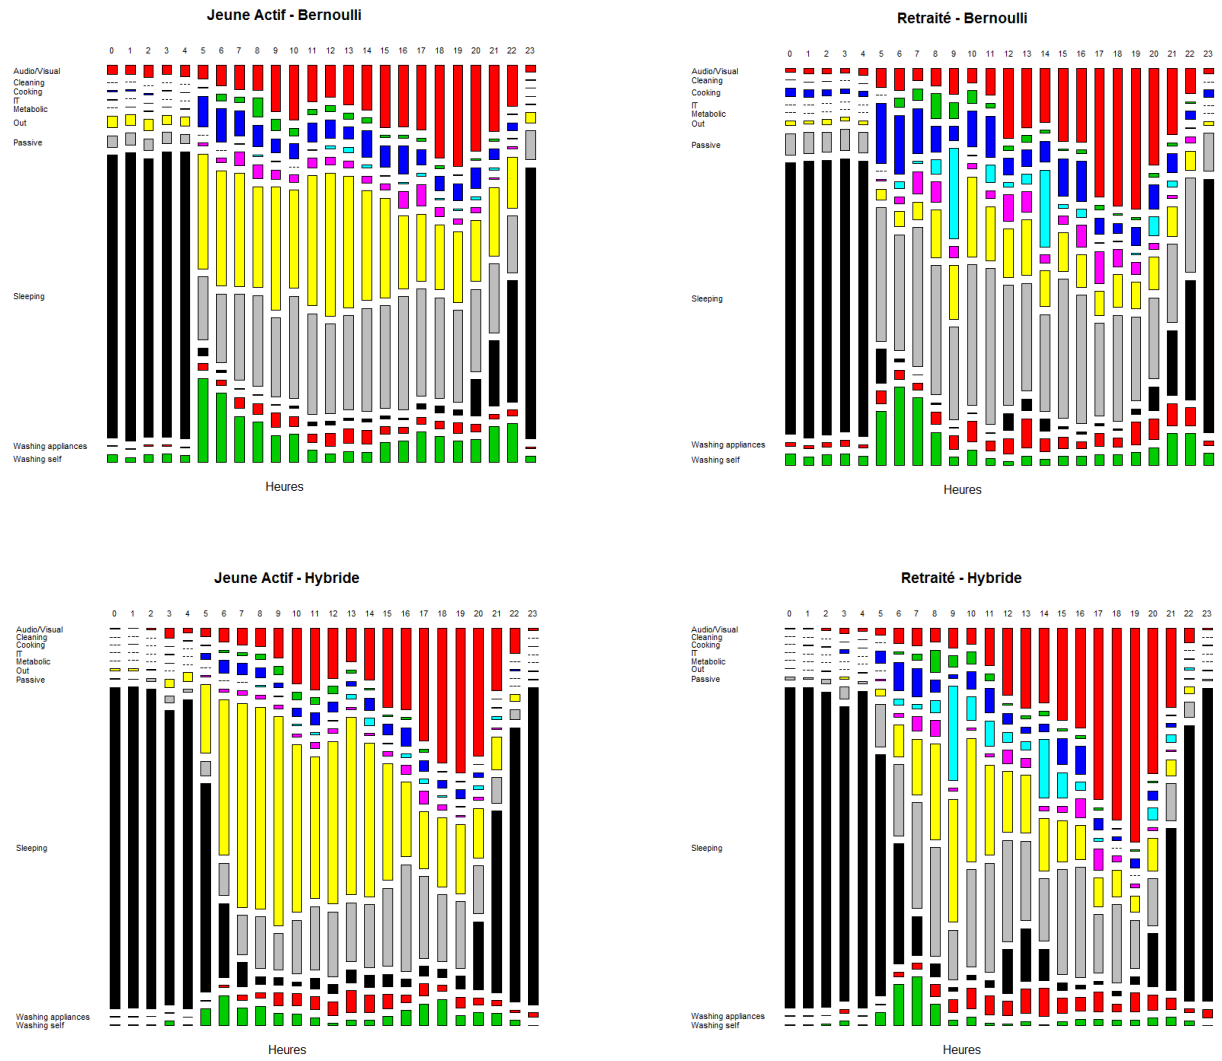 Jeune Actif - Bernoulli
0 1 2 3 4 5 6 7 8 9 10 11 12 13 14 15 16 17 18 19 20 21 22 23
Audio/Visual
Cleaning
Cooking
IT
Metabolic
Out
Passive
Sleeping
Washing appliances
Washing self
Heures
Retraité - Bernoulli
0 1 2 3 4 5 6 7 8 9 10 11 12 13 14 15 16 17 18 19 20 21 22 23
Audio/Visual
Cleaning
Cooking
IT
Metabolic
Out
Passive
Sleeping
Washing appliances
Washing self
Heures
Jeune Actif - Hybride
0 1 2 3 4 5 6 7 8 9 10 11 12 13 14 15 16 17 18 19 20 21 22 23
Audio/Visual
Cleaning
Cooking
IT
Metabolic
Out
Passive
Sleeping
Washing appliances
Washing self
Heures
Retraité - Hybride
0 1 2 3 4 5 6 7 8 9 10 11 12 13 14 15 16 17 18 19 20 21 22 23
Audio/Visual
Cleaning
Cooking
IT
Metabolic
Out
Passive
Sleeping
Washing appliances
Washing self
Heures